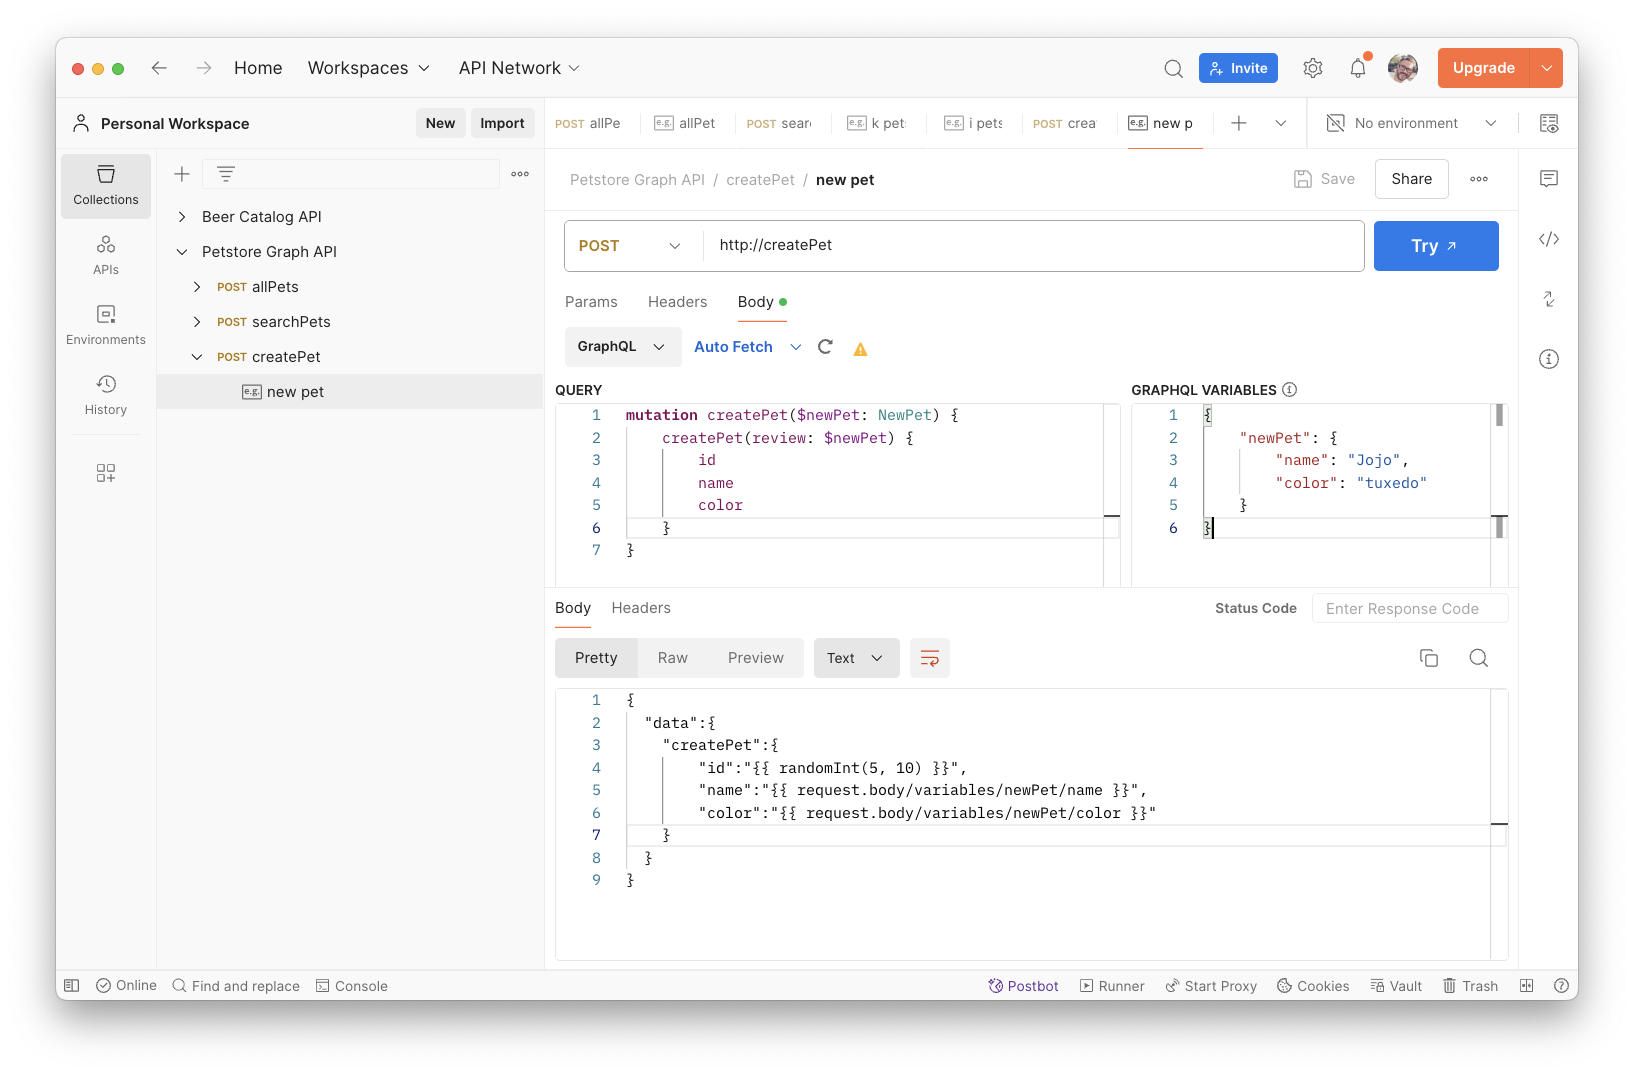 Home Workspaces API Network Invite Upgrade
Personal Workspace New Import
POST allPe e.g. allPet POST sear e.g. k pet e.g. i pets POST crea e.g. new p No environment
Collections
APIs
Environments
History
Beer Catalog API
Petstore Graph API
POST allPets
POST searchPets
POST createPet
e.g. new pet
Petstore Graph API / createPet / new pet Save Share
POST http://createPet Try
Params Headers Body
GraphQL Auto Fetch
QUERY
1 mutation createPet($newPet: NewPet) {
2 createPet(review: $newPet) {
3 id
4 name
5 color
6 }
7 }
GRAPHQL VARIABLES
1 {
2 "newPet": {
3 "name": "Jojo",
4 "color": "tuxedo"
5 }
6 }
Body Headers Status Code Enter Response Code
Pretty Raw Preview Text
1 {
2 "data":{
3 "createPet":{
4 "id":"{{ randomInt(5, 10) }}",
5 "name":"{{ request.body/variables/newPet/name }}",
6 "color":"{{ request.body/variables/newPet/color }}"
7 }
8 }
9 }
Online Find and replace Console Postbot Runner Start Proxy Cookies Vault Trash